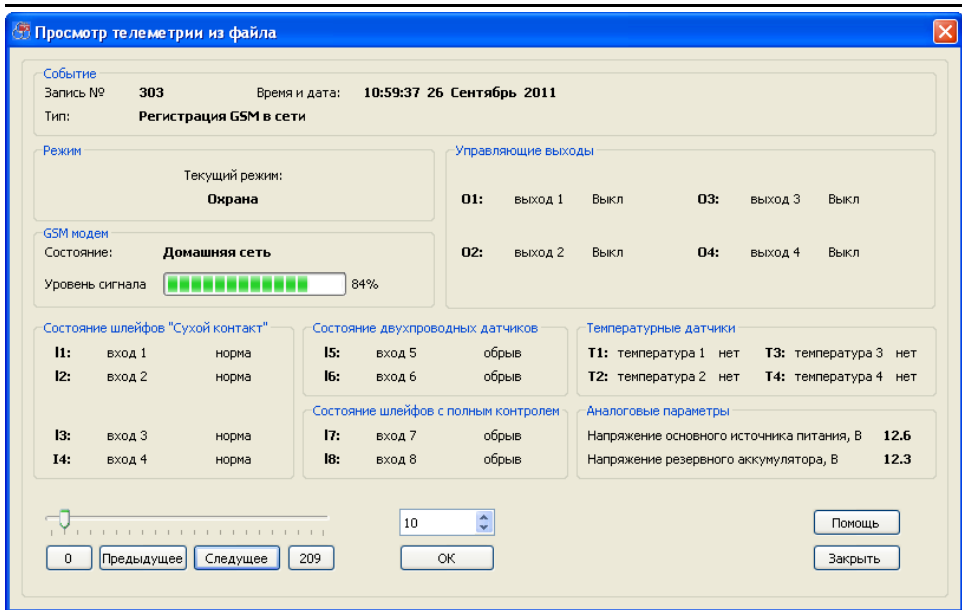 Просмотр телеметрии из файла
Событие
Запись № 303 Время и дата: 10:59:37 26 Сентябрь 2011
Тип: Регистрация GSM в сети
Режим
Текущий режим:
Охрана
Управляющие выходы
O1: выход 1 Выкл O3: выход 3 Выкл
O2: выход 2 Выкл O4: выход 4 Выкл
GSM модем
Состояние: Домашняя сеть
Уровень сигнала 84%
Состояние шлейфов "Сухой контакт"
I1: вход 1 норма
I2: вход 2 норма
I3: вход 3 норма
I4: вход 4 норма
Состояние двухпроводных датчиков
I5: вход 5 обрыв
I6: вход 6 обрыв
Состояние шлейфов с полным контролем
I7: вход 7 обрыв
I8: вход 8 обрыв
Температурные датчики
T1: температура 1 нет T3: температура 3 нет
T2: температура 2 нет T4: температура 4 нет
Аналоговые параметры
Напряжение основного источника питания, В 12.6
Напряжение резервного аккумулятора, В 12.3
10
Помощь
0 Предыдущее Следущее 209 OK Закрыть